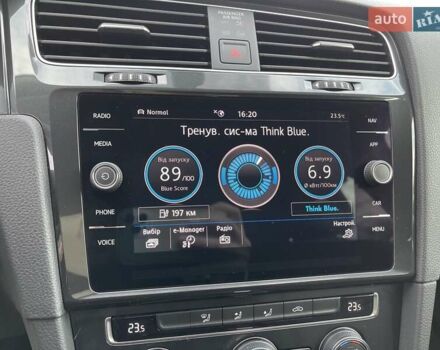 auto RIA
PASSENGER
AIR BAG
RADIO
MEDIA
PHONE
VOICE
NAV
APP
CAR
MENU
Normal
16:20
23.5°C
Тренув. сис-ма Think Blue.
Від запуску
89/100
Blue Score
197 км
Від запуску
6.9
Ø кВтг/100км
Think Blue.
Вибір
e-Manager
Радіо
Настрой.
23.5
23.5